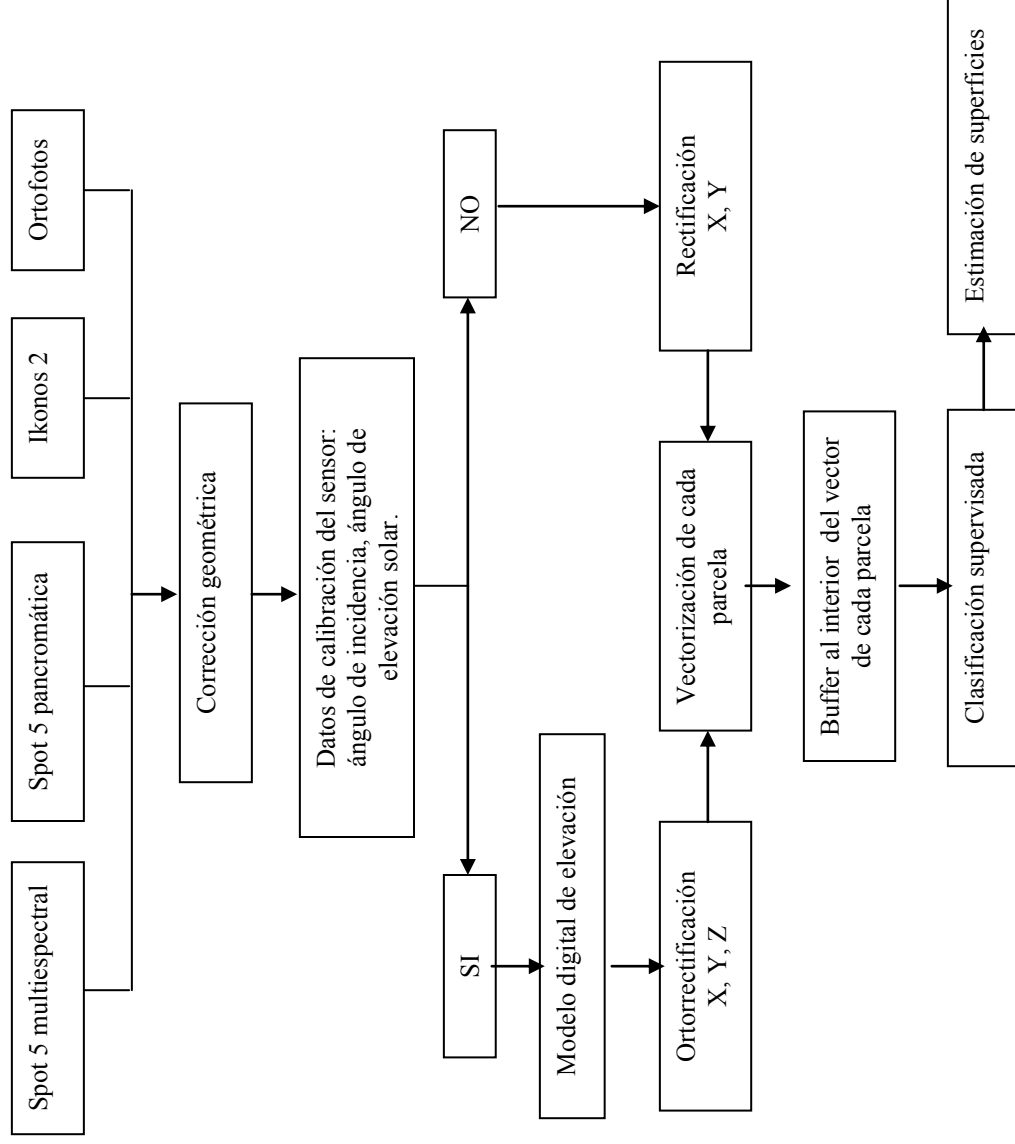 Spot 5 multiespectral
Spot 5 pancromática
Ikonos 2
Ortofotos
Corrección geométrica
Datos de calibración del sensor:
ángulo de incidencia, ángulo de
elevación solar.
SI
NO
Modelo digital de elevación
Ortorrectificación
X, Y, Z
Rectificación
X, Y
Vectorización de cada
parcela
Buffer al interior del vector
de cada parcela
Clasificación supervisada
Estimación de superficies